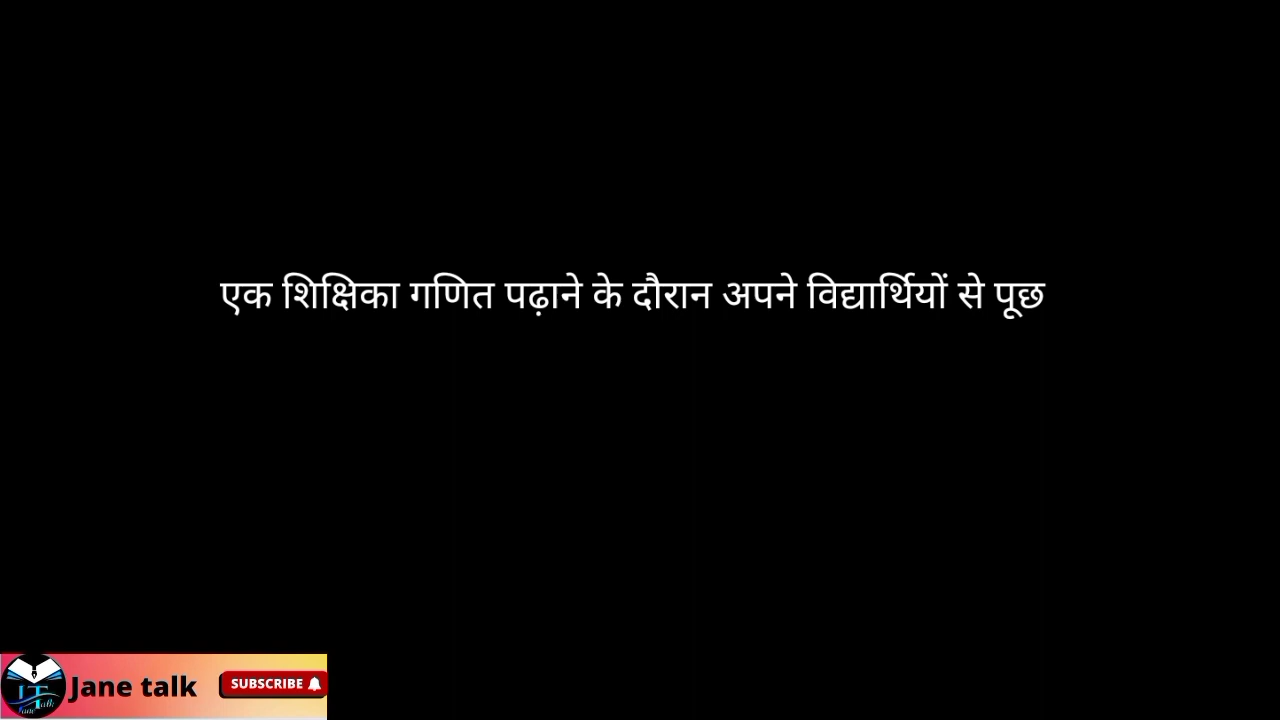 एक शिक्षिका गणित पढ़ाने के दौरान अपने विद्यार्थियों से पूछ
Jane talk
SUBSCRIBE